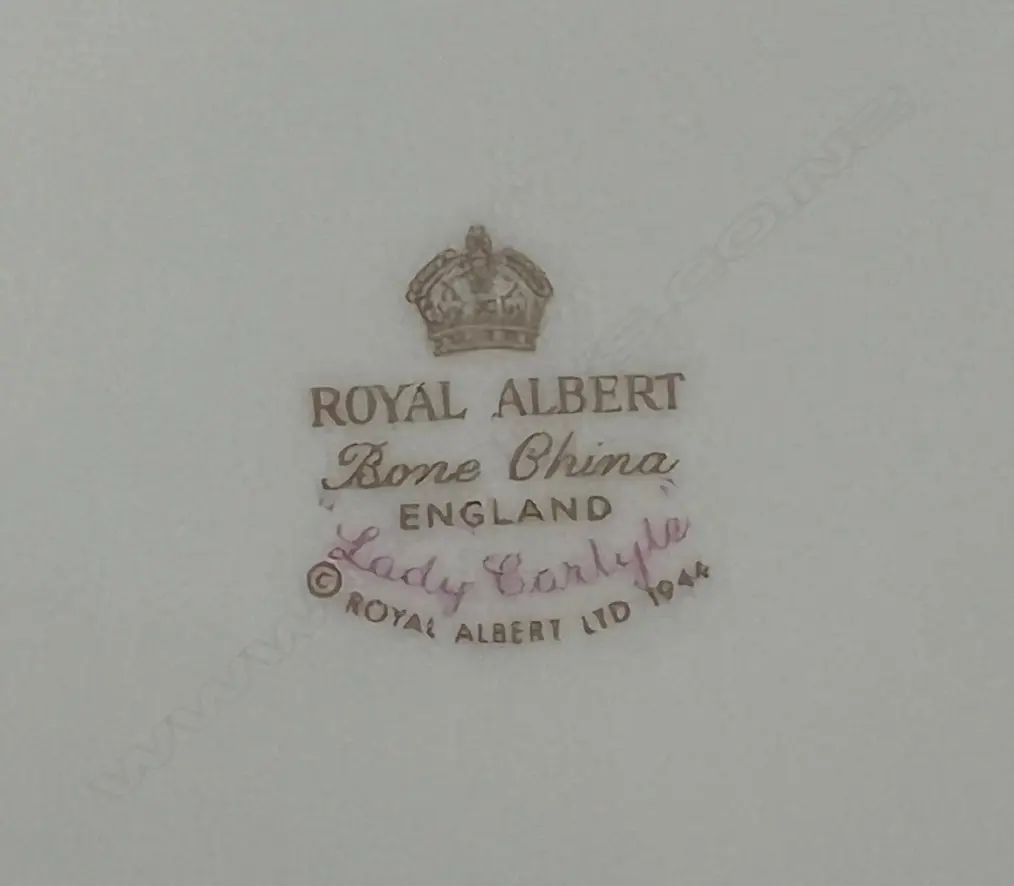 ROYAL ALBERT
Bone China
ENGLAND
"Lady Carlyle"
© ROYAL ALBERT LTD 1944